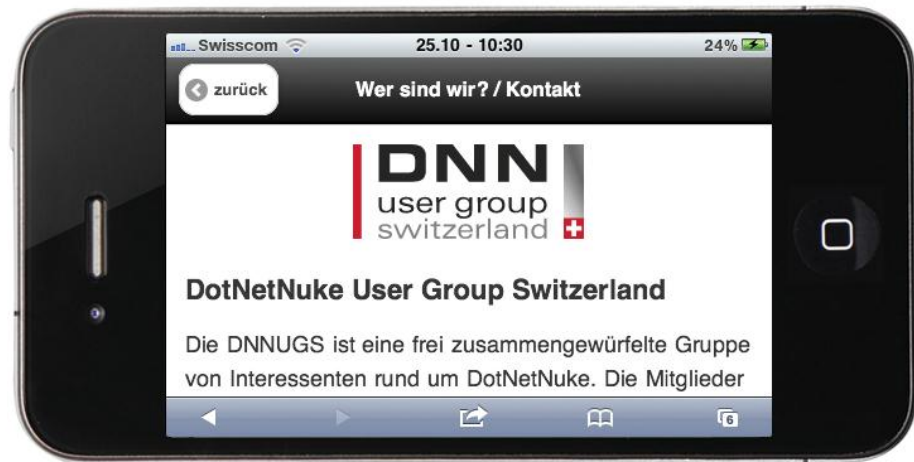 Swisscom 25.10 - 10:30 24%
zurück Wer sind wir? / Kontakt
DNN
user group
switzerland
DotNetNuke User Group Switzerland
Die DNNUGS ist eine frei zusammengewürfelte Gruppe
von Interessenten rund um DotNetNuke. Die Mitglieder
6